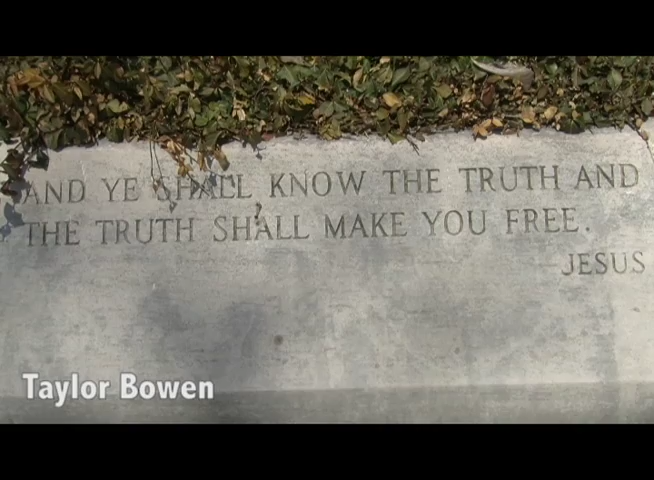 AND YE SHALL KNOW THE TRUTH AND
THE TRUTH SHALL MAKE YOU FREE.
JESUS
Taylor Bowen